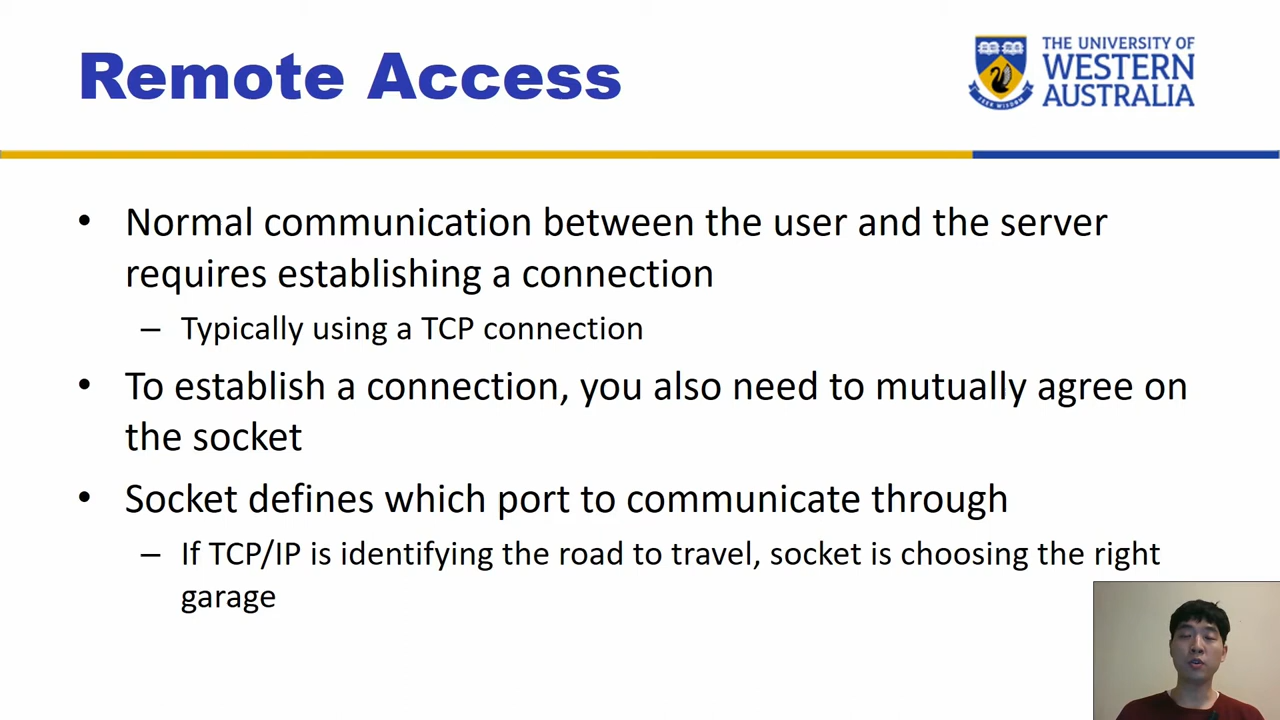 Remote Access
THE UNIVERSITY OF
WESTERN
AUSTRALIA
SEEK WISDOM
• Normal communication between the user and the server
requires establishing a connection
– Typically using a TCP connection
• To establish a connection, you also need to mutually agree on
the socket
• Socket defines which port to communicate through
– If TCP/IP is identifying the road to travel, socket is choosing the right
garage